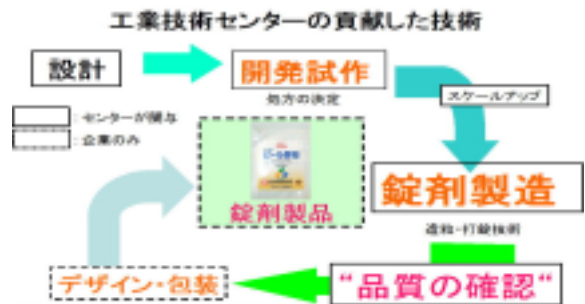 工業技術センターの貢献した技術
設計
開発試作
処方の決定
スケールアップ
：センターが関与
：企業のみ
錠剤製品
錠剤製造
造粒・打錠技術
“品質の確認“
デザイン・包装